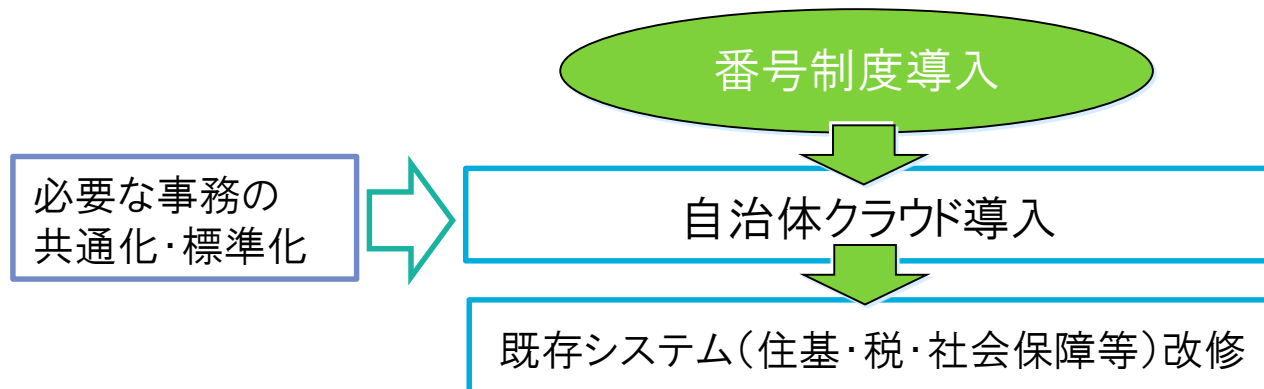 番号制度導入
必要な事務の
共通化・標準化
自治体クラウド導入
既存システム（住基・税・社会保障等）改修